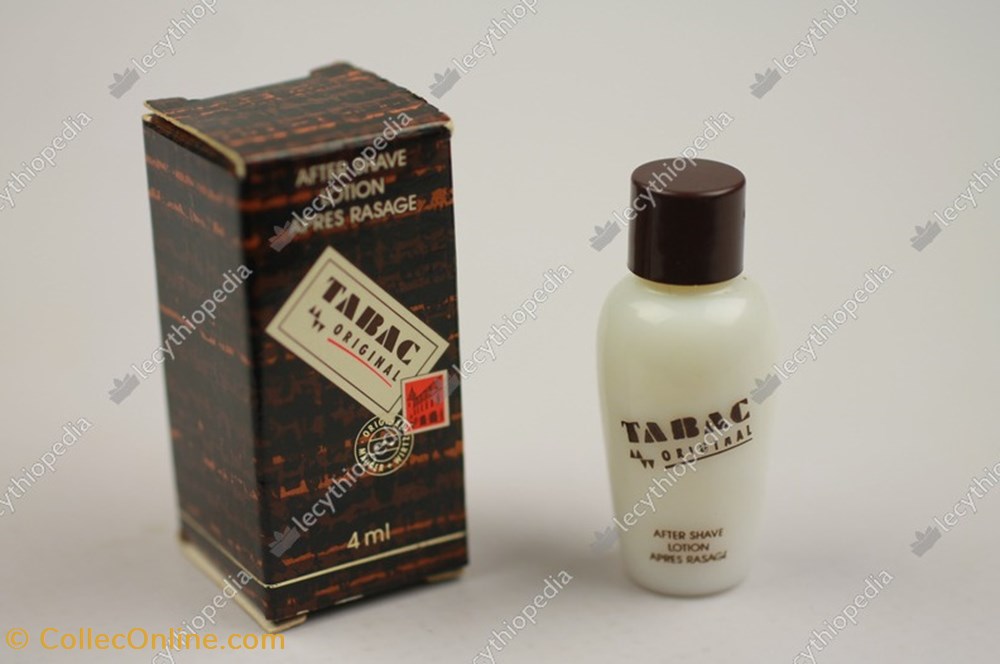 AFTER SHAVE
LOTION
APRES RASAGE
TABAC
ORIGINAL
4 ml
TABAC
ORIGINAL
AFTER SHAVE
LOTION
APRES RASAGE
lecythiopedia
© CollecOnline.com